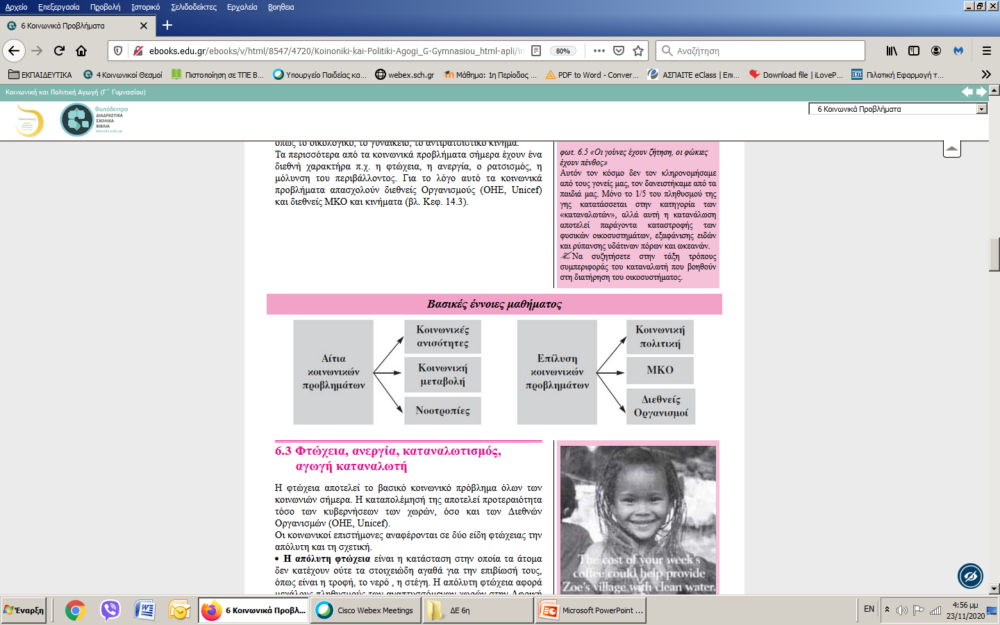 Αρχείο Επεξεργασία Προβολή Ιστορικό Σελιδοδείκτες Εργαλεία Βοήθεια
6 Κοινωνικά Προβλήματα
ebooks.edu.gr/ebooks/v/html/8547/4720/Koinoniki-kai-Politiki-Agogi_G-Gymnasiou_html-apli/in
80%
Αναζήτηση
ΕΚΠΑΙΔΕΥΤΙΚΑ
4 Κοινωνικοί Θεσμοί
Πιστοποίηση σε ΤΠΕ Β...
Υπουργείο Παιδείας κα...
webex.sch.gr
Μάθημα: 1η Περίοδος ...
PDF to Word - Conver...
ΑΣΠΑΙΤΕ eClass | Επι...
Download file | iLoveP...
Πιλοτική Εφαρμογή τ...
Κοινωνική και Πολιτική Αγωγή (Γ΄ Γυμνασίου)
Φωτόδεντρο
ΔΙΑΔΡΑΣΤΙΚΑ
ΣΧΟΛΙΚΑ
ΒΙΒΛΙΑ
ebooks.edu.gr
6 Κοινωνικά Προβλήματα
όπως το οικολογικό, το γυναικείο, το αντιρατσιστικό κίνημα.
Τα περισσότερα από τα κοινωνικά προβλήματα σήμερα έχουν ένα
διεθνή χαρακτήρα π.χ. η φτώχεια, η ανεργία, ο ρατσισμός, η
μόλυνση του περιβάλλοντος. Για το λόγο αυτό τα κοινωνικά
προβλήματα απασχολούν διεθνείς Οργανισμούς (ΟΗΕ, Unicef)
και διεθνείς ΜΚΟ και κινήματα (βλ. Κεφ. 14.3).
φωτ. 6.5 «Οι γούνες έχουν ζήτηση, οι φώκιες
έχουν πένθος»
Αυτόν τον κόσμο δεν τον κληρονομήσαμε
από τους γονείς μας, τον δανειστήκαμε από τα
παιδιά μας. Μόνο το 1/5 του πληθυσμού της
γης κατατάσσεται στην κατηγορία των
«καταναλωτών», αλλά αυτή η κατανάλωση
αποτελεί παράγοντα καταστροφής των
φυσικών οικοσυστημάτων, εξαφάνισης ειδών
και ρύπανσης υδάτινων πόρων και ωκεανών.
Να συζητήσετε στην τάξη τρόπους
συμπεριφοράς του καταναλωτή που βοηθούν
στη διατήρηση του οικοσυστήματος.
Βασικές έννοιες μαθήματος
Αίτια
κοινωνικών
προβλημάτων
Κοινωνικές
ανισότητες
Κοινωνική
μεταβολή
Νοοτροπίες
Επίλυση
κοινωνικών
προβλημάτων
Κοινωνική
πολιτική
ΜΚΟ
Διεθνείς
Οργανισμοί
6.3 Φτώχεια, ανεργία, καταναλωτισμός,
αγωγή καταναλωτή
Η φτώχεια αποτελεί το βασικό κοινωνικό πρόβλημα όλων των
κοινωνιών σήμερα. Η καταπολέμησή της αποτελεί προτεραιότητα
τόσο των κυβερνήσεων των χωρών, όσο και των Διεθνών
Οργανισμών (ΟΗΕ, Unicef).
Οι κοινωνικοί επιστήμονες αναφέρονται σε δύο είδη φτώχειας την
απόλυτη και τη σχετική.
• Η απόλυτη φτώχεια είναι η κατάσταση στην οποία τα άτομα
δεν κατέχουν ούτε τα στοιχειώδη αγαθά για την επιβίωσή τους,
όπως είναι η τροφή, το νερό , η στέγη. Η απόλυτη φτώχεια αφορά
μεγάλους πληθυσμούς των αναπτυσσόμενων χωρών στην Αφρική
The cost of your week's
coffee could help provide
Zoe's village with clean water.
Έναρξη
6 Κοινωνικά Προβλ...
Cisco Webex Meetings
ΔΕ 6η
Microsoft PowerPoint ...
EN
4:56 μμ
23/11/2020